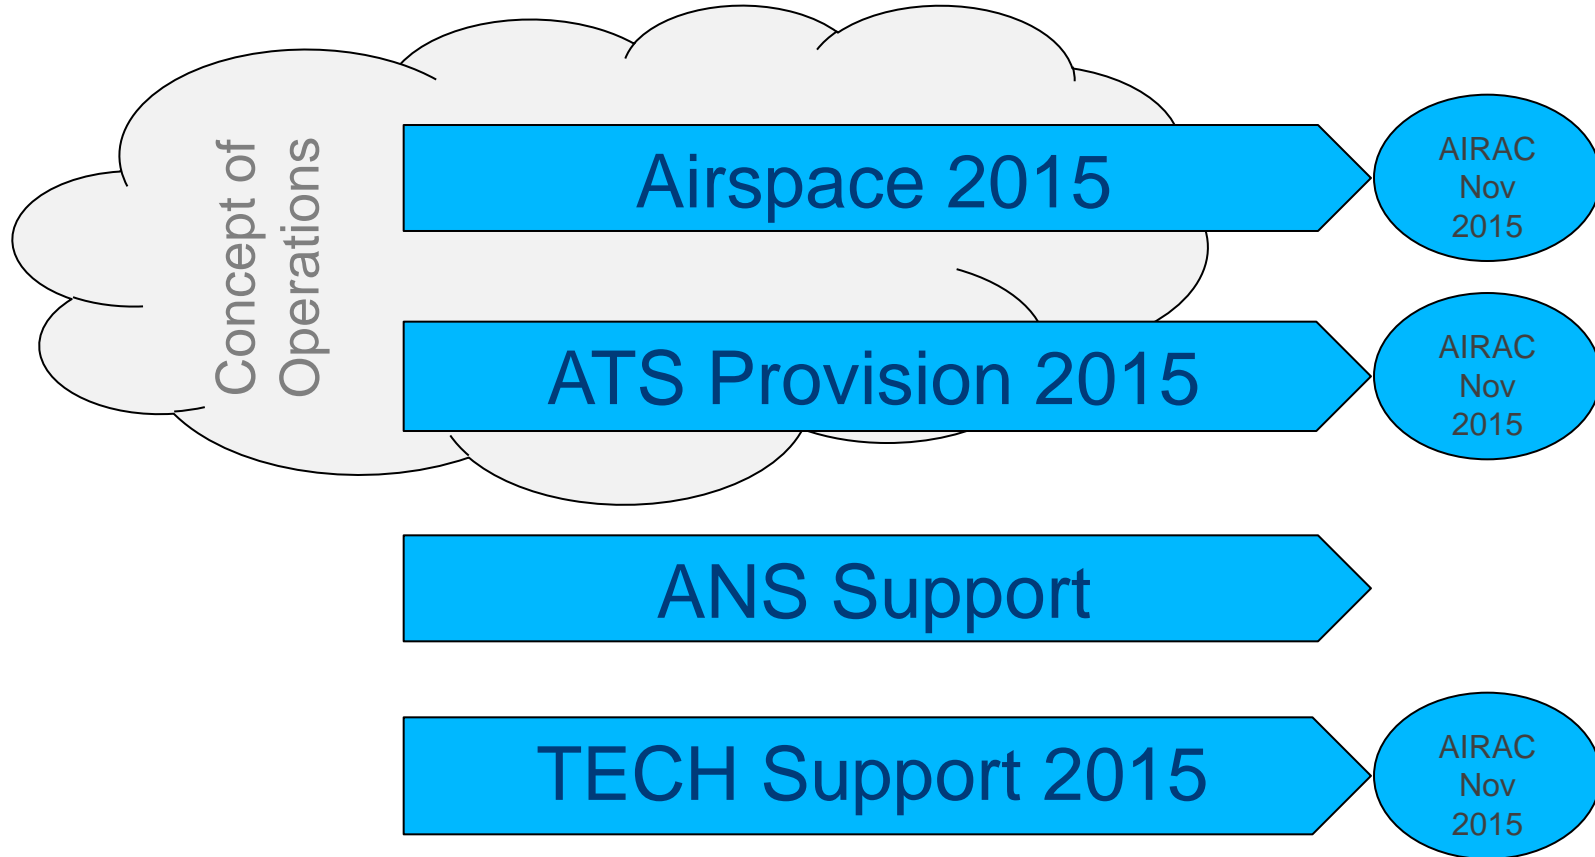 Concept of
Operations
Airspace 2015
AIRAC
Nov
2015
ATS Provision 2015
AIRAC
Nov
2015
ANS Support
TECH Support 2015
AIRAC
Nov
2015